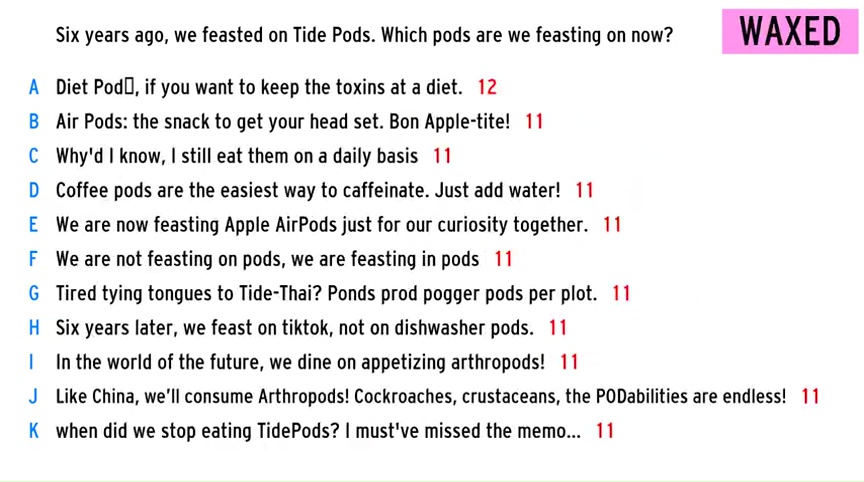 Six years ago, we feasted on Tide Pods. Which pods are we feasting on now?
WAXED
A Diet Pod▯, if you want to keep the toxins at a diet. 12
B Air Pods: the snack to get your head set. Bon Apple-tite! 11
C Why'd I know, I still eat them on a daily basis 11
D Coffee pods are the easiest way to caffeinate. Just add water! 11
E We are now feasting Apple AirPods just for our curiosity together. 11
F We are not feasting on pods, we are feasting in pods 11
G Tired tying tongues to Tide-Thai? Ponds prod pogger pods per plot. 11
H Six years later, we feast on tiktok, not on dishwasher pods. 11
I In the world of the future, we dine on appetizing arthropods! 11
J Like China, we'll consume Arthropods! Cockroaches, crustaceans, the PODabilities are endless! 11
K when did we stop eating TidePods? I must've missed the memo... 11